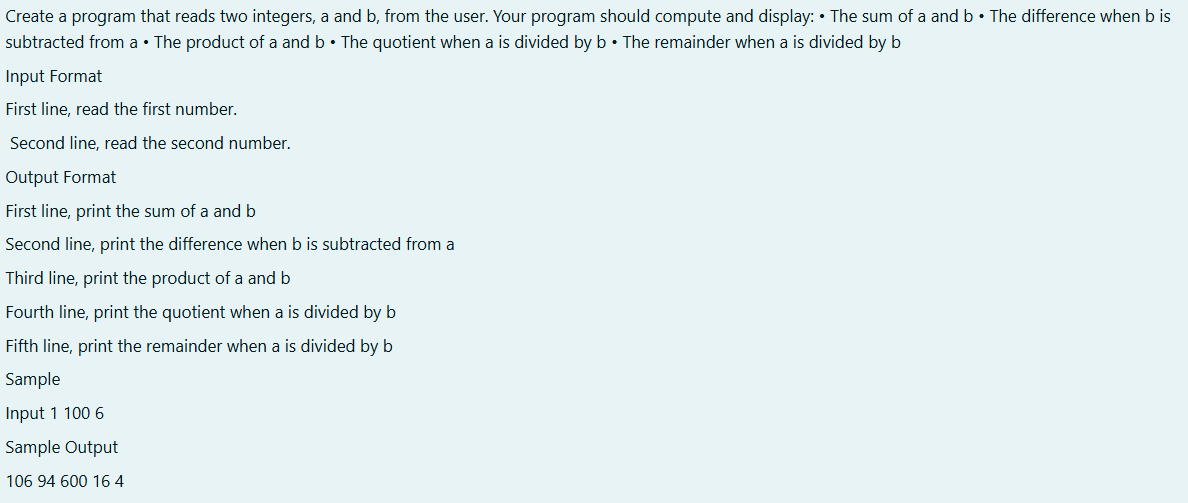 Create a program that reads two integers, a and b, from the user. Your program should compute and display: • The sum of a and b • The difference when b is
subtracted from a • The product of a and b • The quotient when a is divided by b • The remainder when a is divided by b
Input Format
First line, read the first number.
Second line, read the second number.
Output Format
First line, print the sum of a and b
Second line, print the difference when b is subtracted from a
Third line, print the product of a and b
Fourth line, print the quotient when a is divided by b
Fifth line, print the remainder when a is divided by b
Sample
Input 1 100 6
Sample Output
106 94 600 16 4